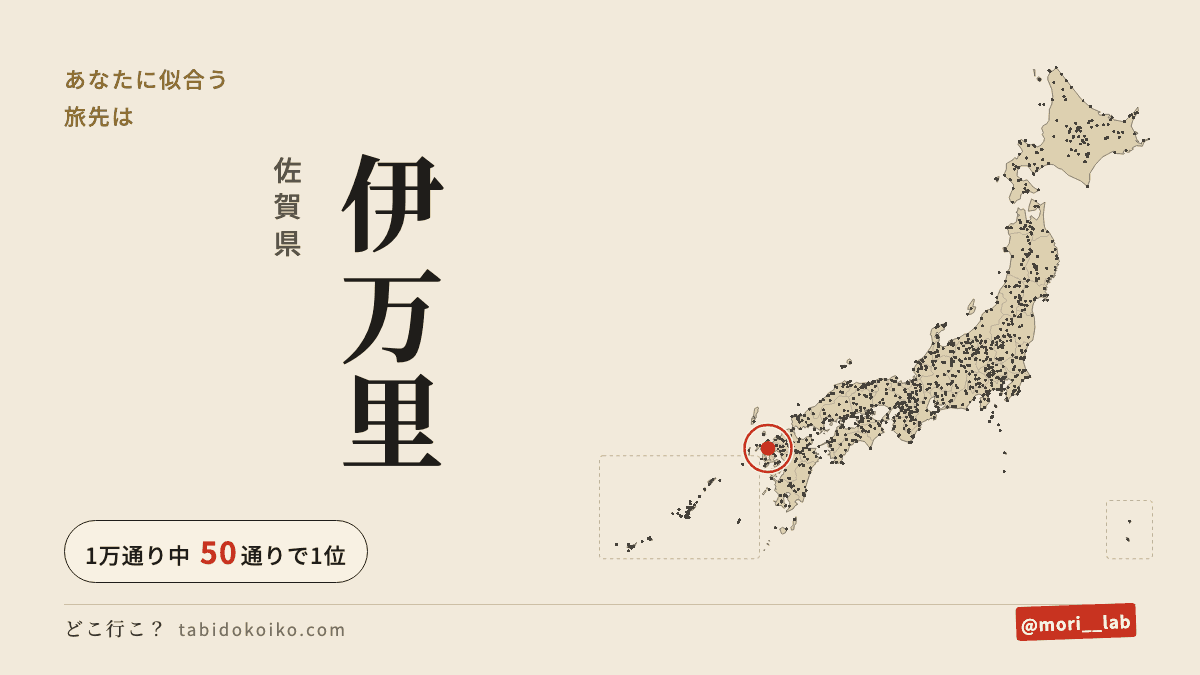 あなたに似合う
旅先は
伊万里
佐賀県
1万通り中 50通りで1位
どこ行こ? tabidokoiko.com
@mori__lab